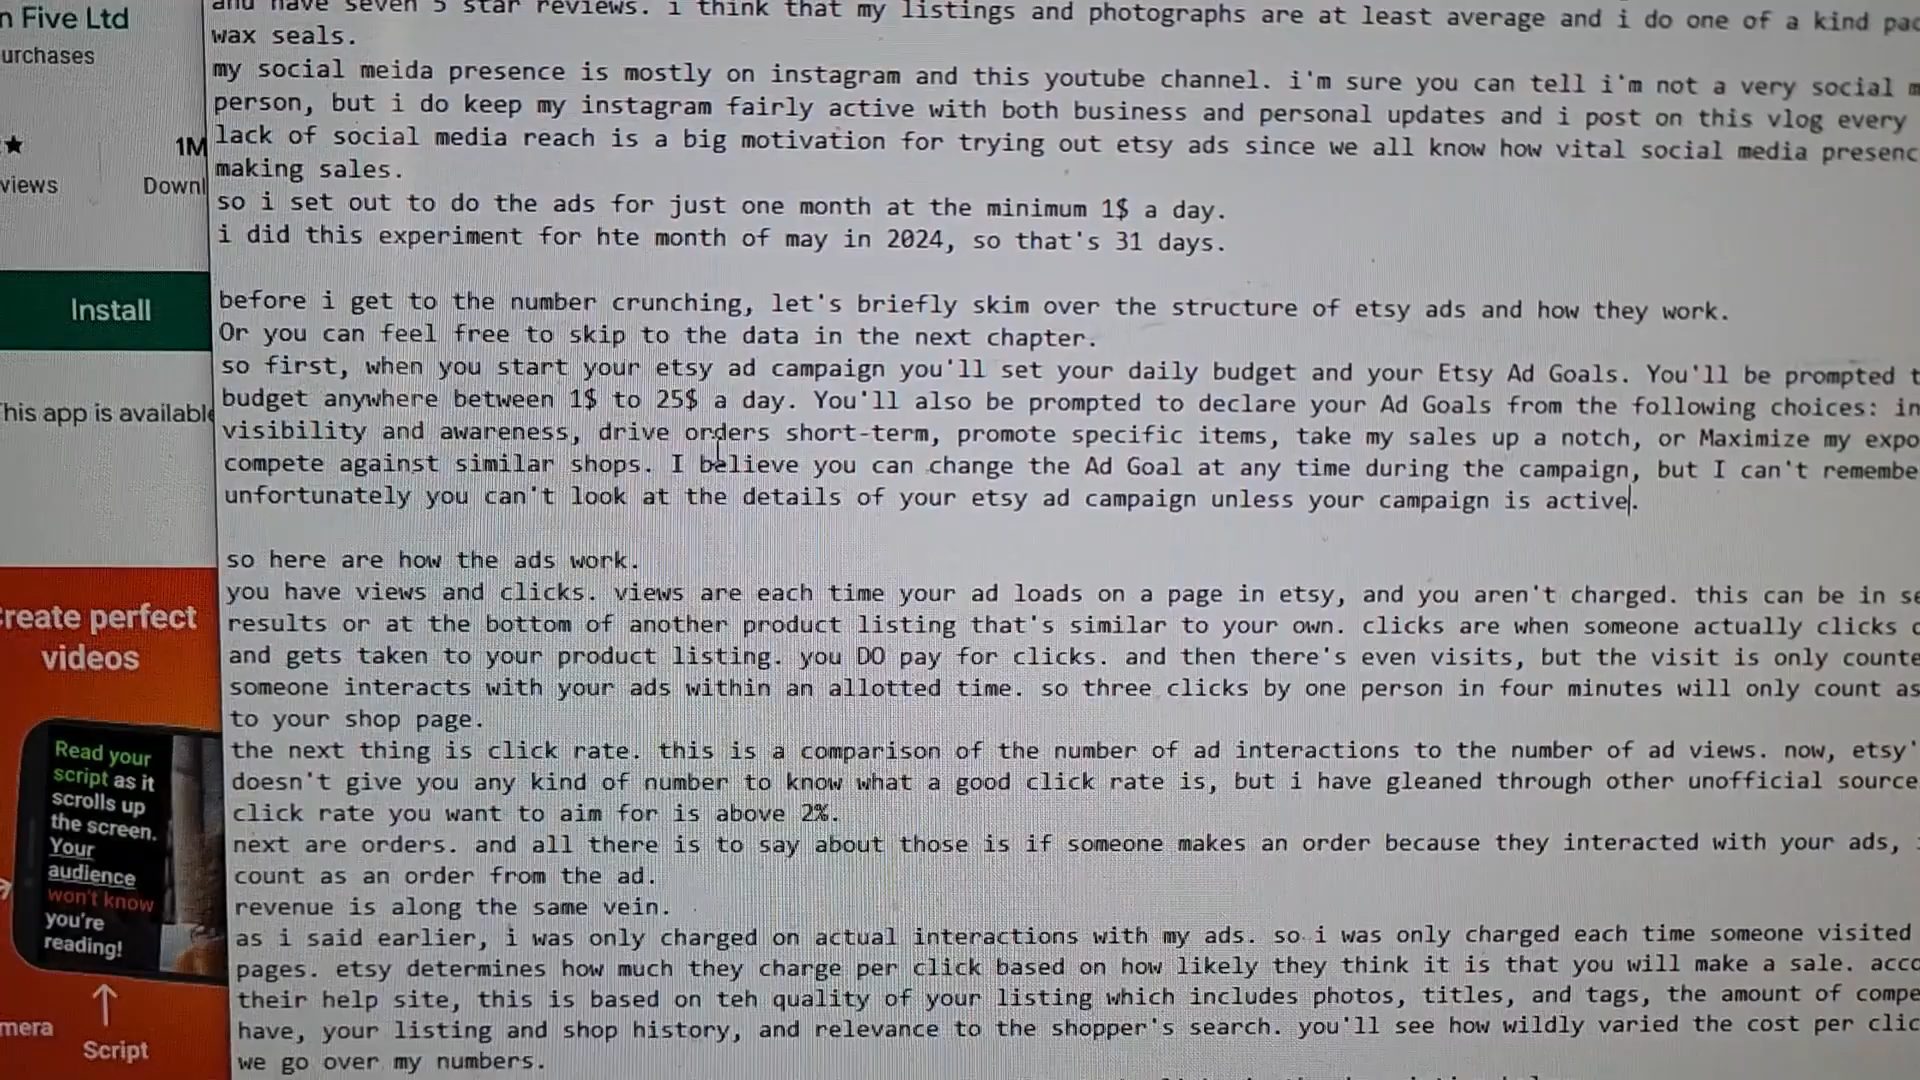 n Five Ltd
urchases
views
1M
Downl
Install
his app is available
reate perfect
videos
Read your
script as it
scrolls up
the screen.
Your
audience
won't know
you're
reading!
mera
Script
and have seven 5 star reviews. i think that my listings and photographs are at least average and i do one of a kind pac
wax seals.
my social meida presence is mostly on instagram and this youtube channel. i'm sure you can tell i'm not a very social m
person, but i do keep my instagram fairly active with both business and personal updates and i post on this vlog every
lack of social media reach is a big motivation for trying out etsy ads since we all know how vital social media presenc
making sales.
so i set out to do the ads for just one month at the minimum 1$ a day.
i did this experiment for hte month of may in 2024, so that's 31 days.
before i get to the number crunching, let's briefly skim over the structure of etsy ads and how they work.
Or you can feel free to skip to the data in the next chapter.
so first, when you start your etsy ad campaign you'll set your daily budget and your Etsy Ad Goals. You'll be prompted t
budget anywhere between 1$ to 25$ a day. You'll also be prompted to declare your Ad Goals from the following choices: in
visibility and awareness, drive orders short-term, promote specific items, take my sales up a notch, or Maximize my expo
compete against similar shops. I believe you can change the Ad Goal at any time during the campaign, but I can't remembe
unfortunately you can't look at the details of your etsy ad campaign unless your campaign is active.
so here are how the ads work.
you have views and clicks. views are each time your ad loads on a page in etsy, and you aren't charged. this can be in se
results or at the bottom of another product listing that's similar to your own. clicks are when someone actually clicks o
and gets taken to your product listing. you DO pay for clicks. and then there's even visits, but the visit is only counte
someone interacts with your ads within an allotted time. so three clicks by one person in four minutes will only count as
to your shop page.
the next thing is click rate. this is a comparison of the number of ad interactions to the number of ad views. now, etsy'
doesn't give you any kind of number to know what a good click rate is, but i have gleaned through other unofficial source
click rate you want to aim for is above 2%.
next are orders. and all there is to say about those is if someone makes an order because they interacted with your ads,
count as an order from the ad.
revenue is along the same vein.
as i said earlier, i was only charged on actual interactions with my ads. so i was only charged each time someone visited
pages. etsy determines how much they charge per click based on how likely they think it is that you will make a sale. acco
their help site, this is based on teh quality of your listing which includes photos, titles, and tags, the amount of compe
have, your listing and shop history, and relevance to the shopper's search. you'll see how wildly varied the cost per clic
we go over my numbers.